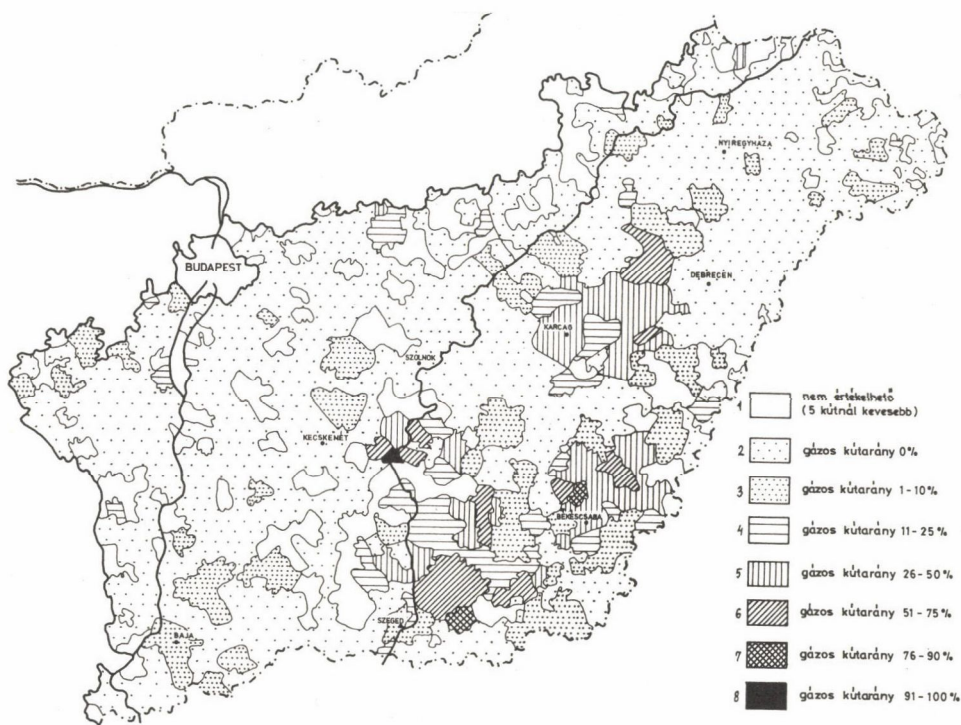 NYÍREGYHÁZA
BUDAPEST
DEBRECEN
KARCAG
SZOLNOK
KECSKEMÉT
BÉKÉSCSABA
SZEGED
BAJA
1 nem értékelhető
(5 kútnál kevesebb)
2 gázos kútarány 0%
3 gázos kútarány 1-10%
4 gázos kútarány 11-25%
5 gázos kútarány 26-50%
6 gázos kútarány 51-75%
7 gázos kútarány 76-90%
8 gázos kútarány 91-100%